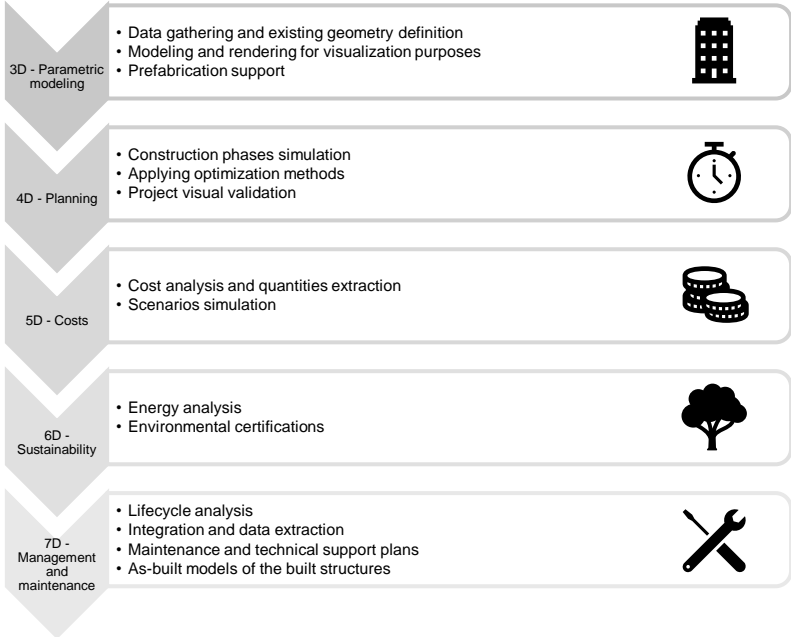 3D - Parametric
modeling
• Data gathering and existing geometry definition
• Modeling and rendering for visualization purposes
• Prefabrication support
4D - Planning
• Construction phases simulation
• Applying optimization methods
• Project visual validation
5D - Costs
• Cost analysis and quantities extraction
• Scenarios simulation
6D -
Sustainability
• Energy analysis
• Environmental certifications
7D -
Management
and
maintenance
• Lifecycle analysis
• Integration and data extraction
• Maintenance and technical support plans
• As-built models of the built structures